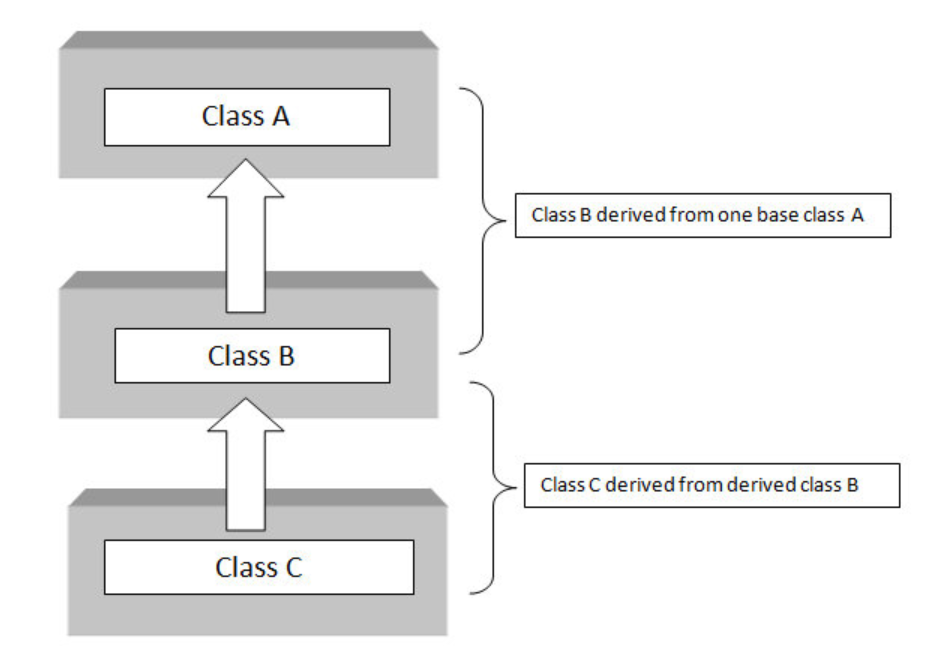 Class A
Class B derived from one base class A
Class B
Class C derived from derived class B
Class C